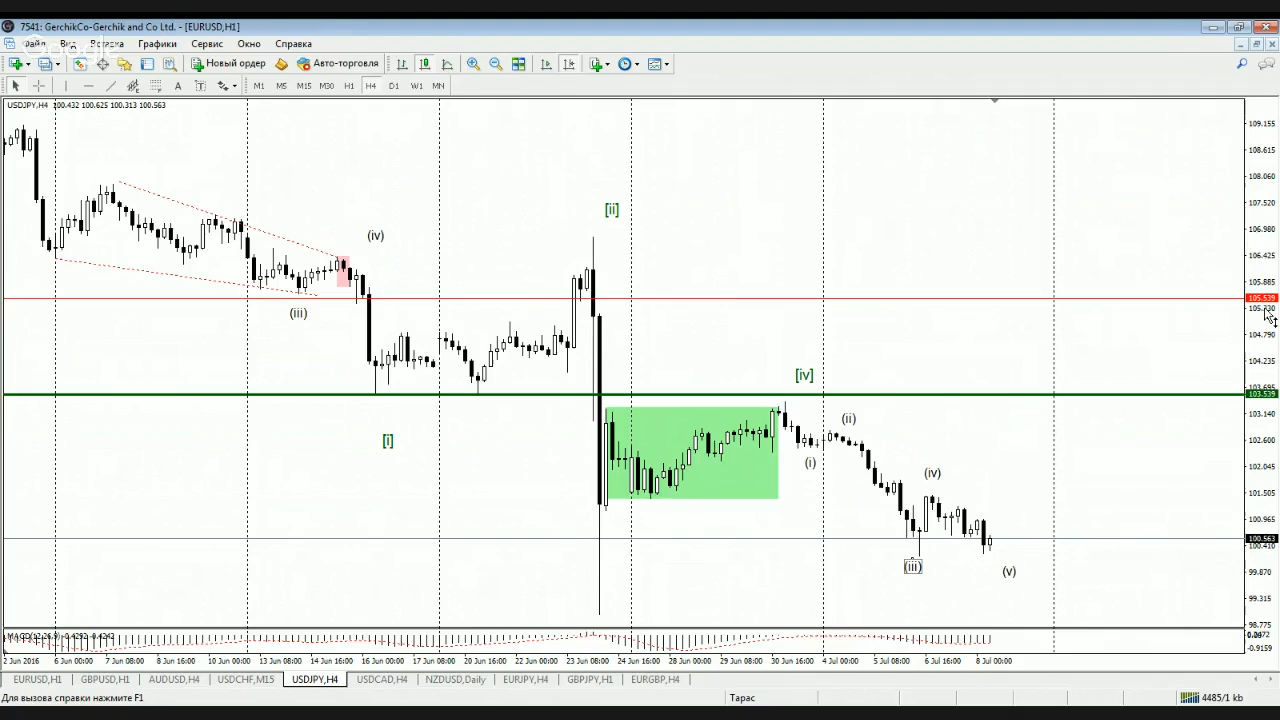 7541: GerchikCo-Gerchik and Co Ltd. - [EURUSD,H1]
Файл Вид Вставка Графики Сервис Окно Справка
Новый ордер Авто-торговля
A T M1 M5 M15 M30 H1 H4 D1 W1 MN
USDJPY,H4 100.432 100.625 100.313 100.563
109.155
108.615
108.060
107.520
106.980
106.425
105.885
105.539
105.330
104.790
104.235
103.695
103.539
103.140
102.600
102.045
101.505
100.965
100.563
100.410
99.870
99.315
98.775
[ii]
(iv)
(iii)
[iv]
(ii)
[i]
(i)
(iv)
(iii)
(v)
-0.9159
2 Jun 2016 6 Jun 00:00 7 Jun 08:00 8 Jun 16:00 10 Jun 00:00 13 Jun 08:00 14 Jun 16:00 16 Jun 00:00 17 Jun 08:00 20 Jun 16:00 22 Jun 00:00 23 Jun 08:00 24 Jun 16:00 28 Jun 00:00 29 Jun 08:00 30 Jun 16:00 4 Jul 00:00 5 Jul 08:00 6 Jul 16:00 8 Jul 00:00
EURUSD,H1 GBPUSD,H1 AUDUSD,H4 USDCHF,M15 USDJPY,H4 USDCAD,H4 NZDUSD,Daily EURJPY,H4 GBPJPY,H1 EURGBP,H4
Для вызова справки нажмите F1 Тарас 4485/1 kb